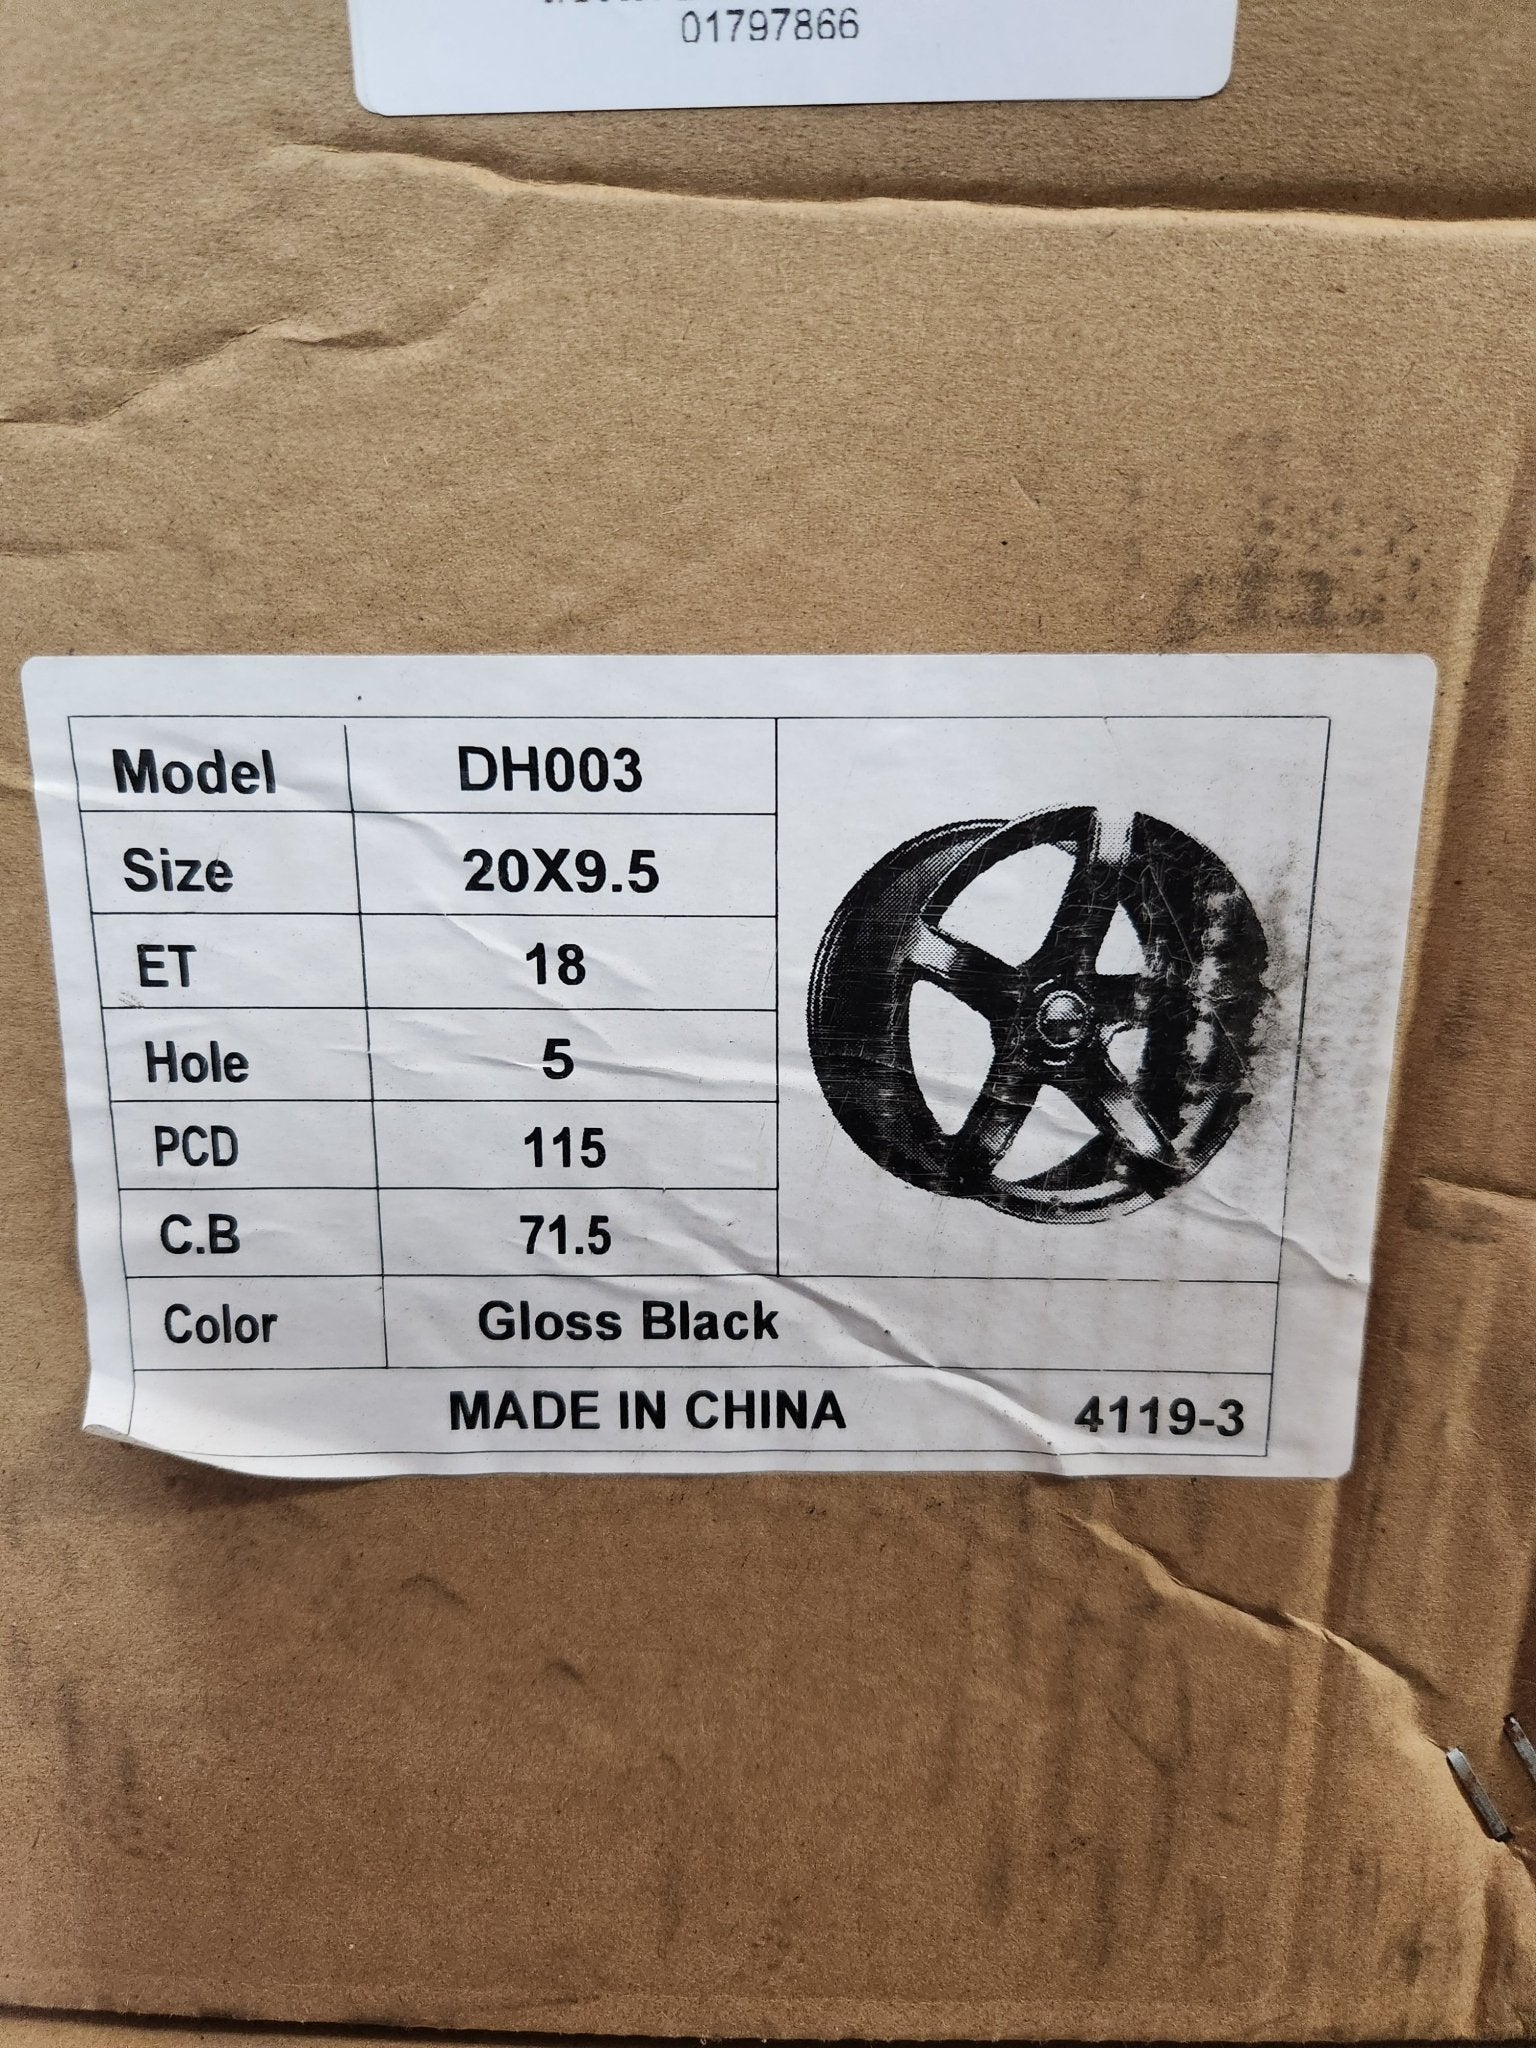 01797866
Model DH003
Size 20X9.5
ET 18
Hole 5
PCD 115
C.B 71.5
Color Gloss Black
MADE IN CHINA 4119-3